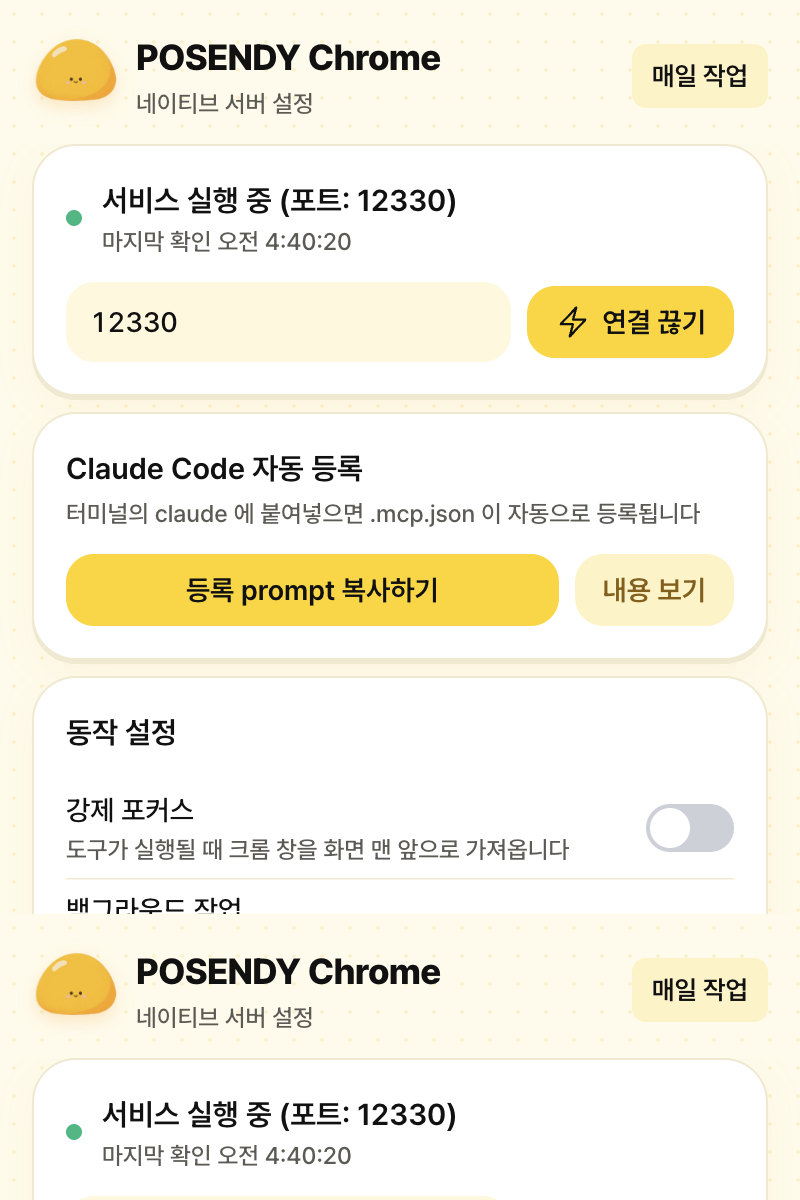 POSENDY Chrome
네이티브 서버 설정
매일 작업
서비스 실행 중 (포트: 12330)
마지막 확인 오전 4:40:20
12330
연결 끊기
Claude Code 자동 등록
터미널의 claude 에 붙여넣으면 .mcp.json 이 자동으로 등록됩니다
등록 prompt 복사하기
내용 보기
동작 설정
강제 포커스
도구가 실행될 때 크롬 창을 화면 맨 앞으로 가져옵니다
백그라운드 작업
POSENDY Chrome
네이티브 서버 설정
매일 작업
서비스 실행 중 (포트: 12330)
마지막 확인 오전 4:40:20